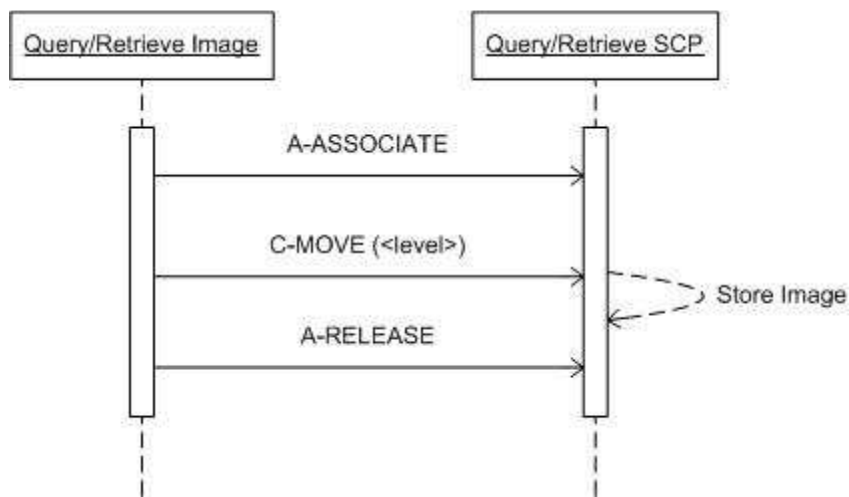 Query/Retrieve Image
Query/Retrieve SCP
A-ASSOCIATE
C-MOVE (<level>)
Store Image
A-RELEASE